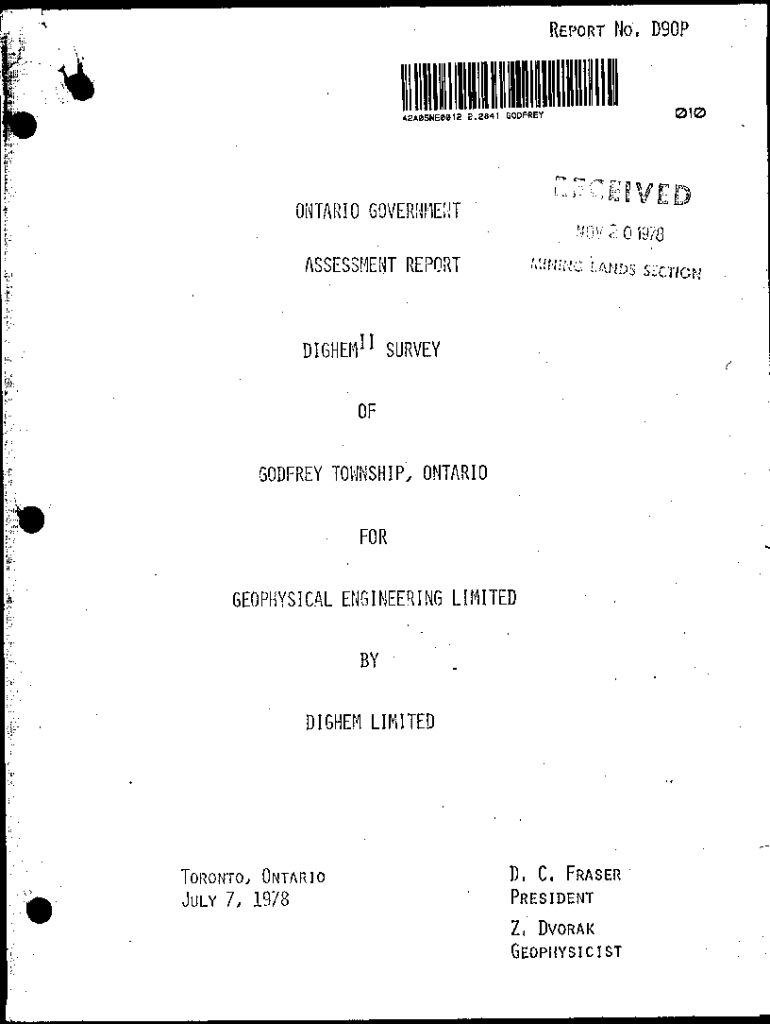 REPORT NO. D90P
42A05NE0012 2.2841 GODFREY
010
RECEIVED
NOV 20 1978
MINING LANDS SECTION
ONTARIO GOVERNMENT
ASSESSMENT REPORT
DIGHEMII SURVEY
OF
GODFREY TOWNSHIP, ONTARIO
FOR
GEOPHYSICAL ENGINEERING LIMITED
BY
DIGHEM LIMITED
TORONTO, ONTARIO
JULY 7, 1978
D. C. FRASER
PRESIDENT
Z. DVORAK
GEOPHYSICIST